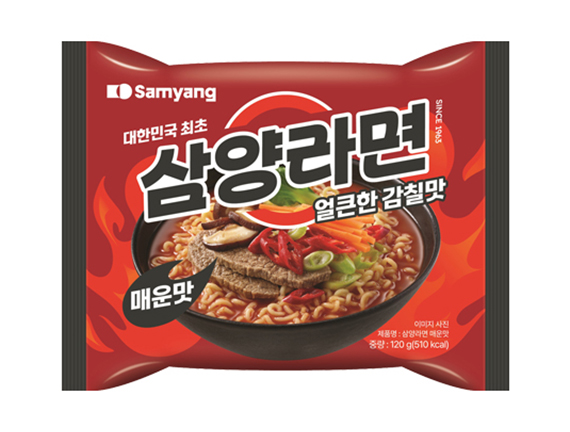 Samyang
대한민국 최초
삼양라면
SINCE 1963
얼큰한 감칠맛
매운맛
이미지 사진
제품명 : 삼양라면 매운맛
중량 : 120 g(510 kcal)